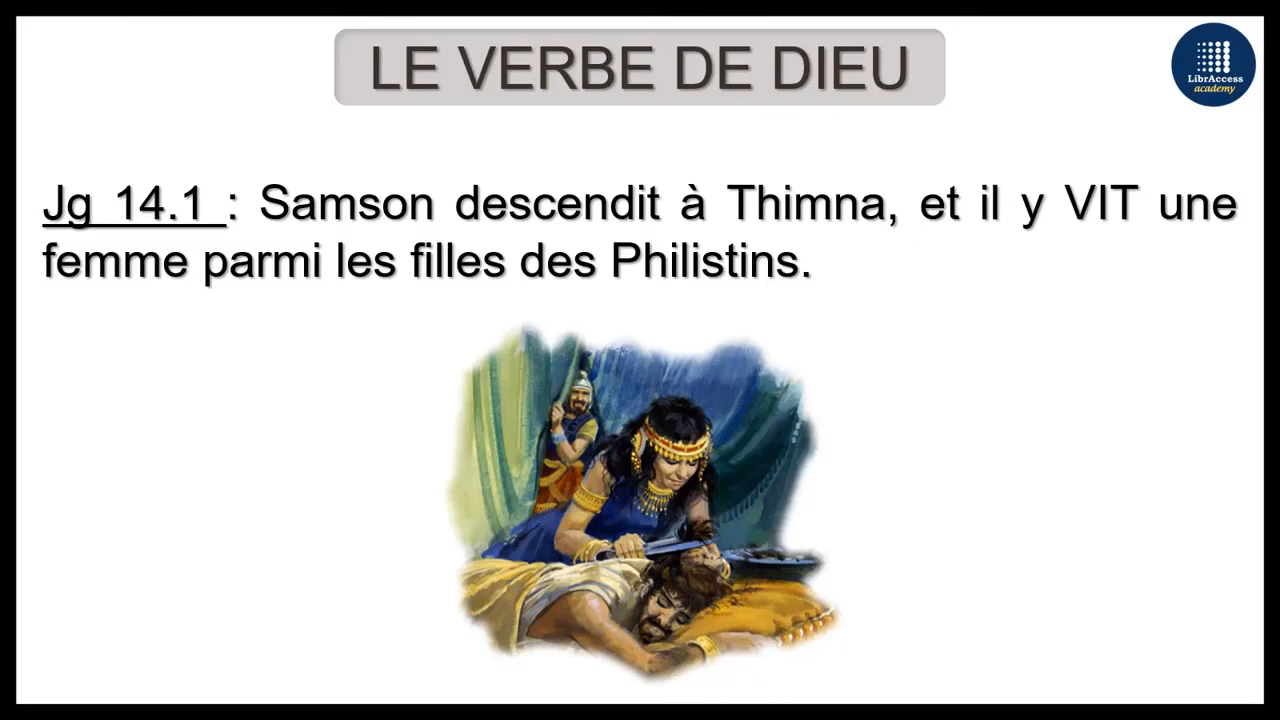 LE VERBE DE DIEU
LibrAccess
academy
Jg 14.1 : Samson descendit à Thimna, et il y VIT une
femme parmi les filles des Philistins.